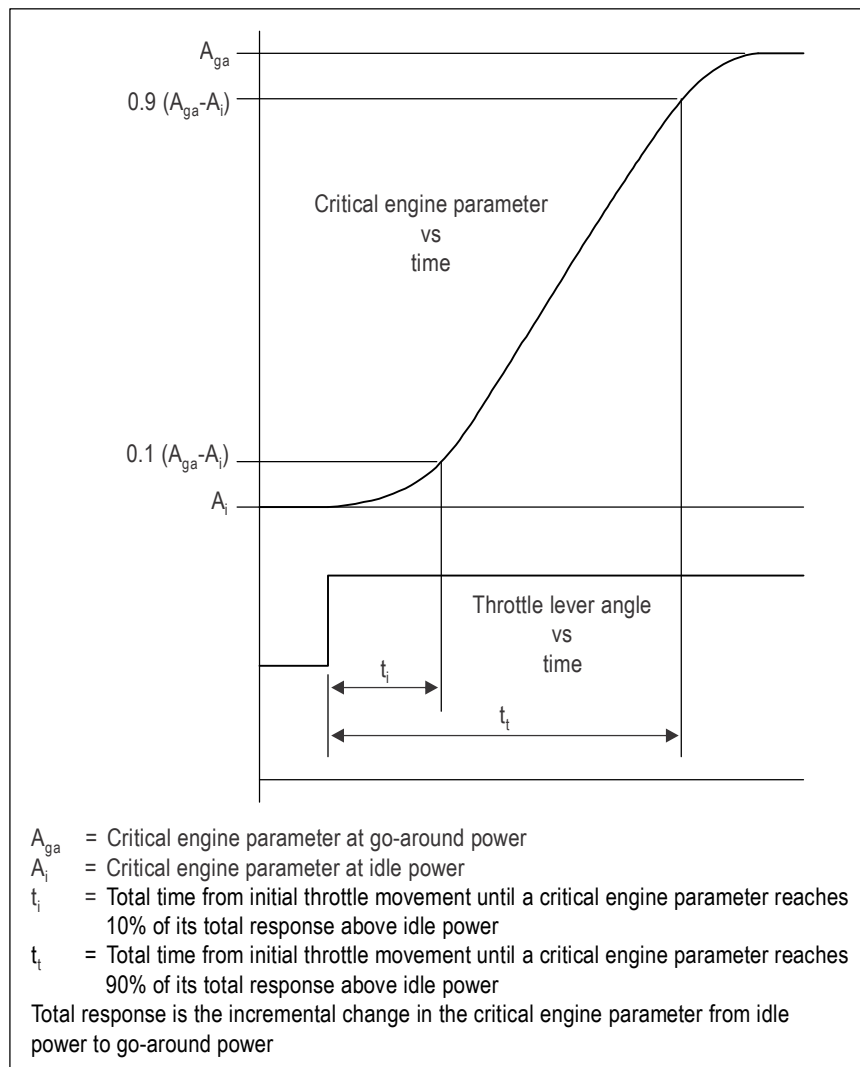 A_ga
0.9 (A_ga-A_i)
Critical engine parameter
vs
time
0.1 (A_ga-A_i)
A_i
Throttle lever angle
vs
time
t_i
t_t
A_ga = Critical engine parameter at go-around power
A_i = Critical engine parameter at idle power
t_i = Total time from initial throttle movement until a critical engine parameter reaches
10% of its total response above idle power
t_t = Total time from initial throttle movement until a critical engine parameter reaches
90% of its total response above idle power
Total response is the incremental change in the critical engine parameter from idle
power to go-around power